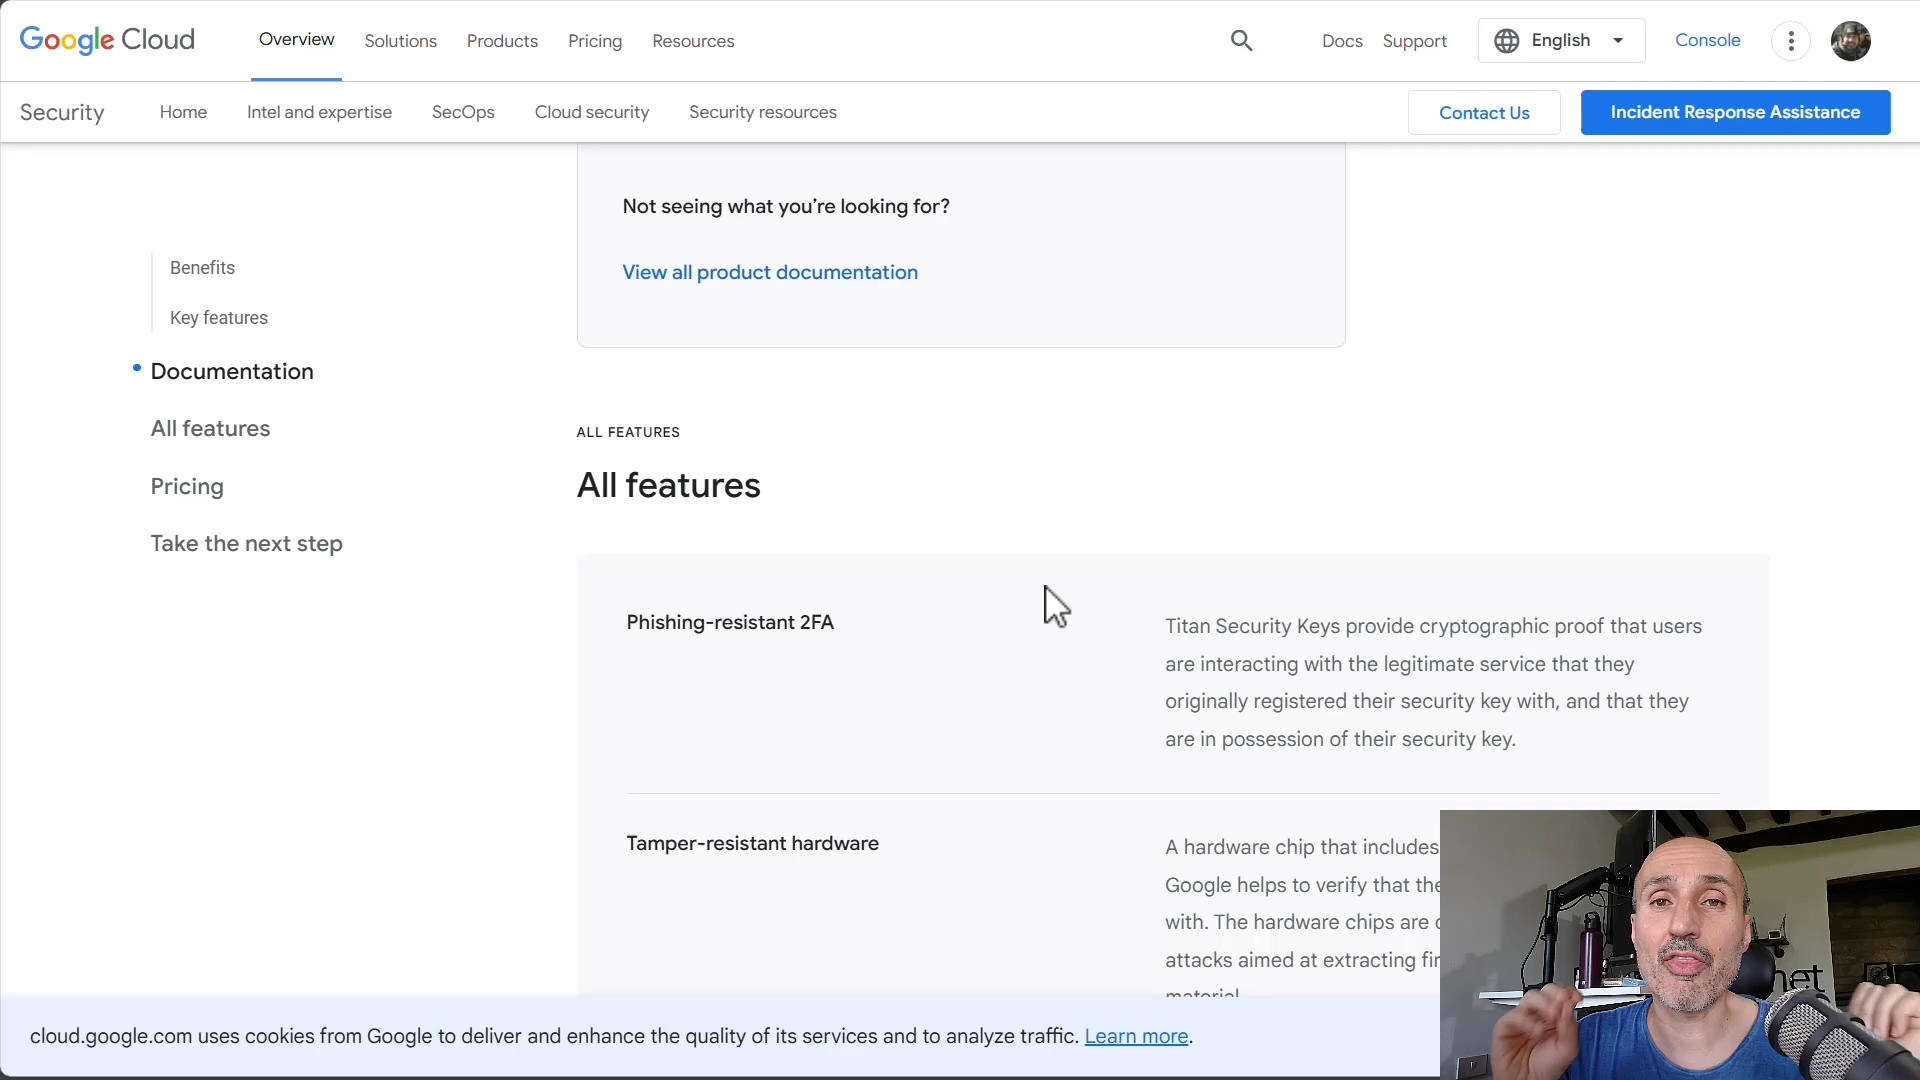 Google Cloud
Overview
Solutions
Products
Pricing
Resources
Docs
Support
English
Console
Security
Home
Intel and expertise
SecOps
Cloud security
Security resources
Contact Us
Incident Response Assistance
Benefits
Key features
Documentation
All features
Pricing
Take the next step
Not seeing what you’re looking for?
View all product documentation
ALL FEATURES
All features
Phishing-resistant 2FA
Titan Security Keys provide cryptographic proof that users
are interacting with the legitimate service that they
originally registered their security key with, and that they
are in possession of their security key.
Tamper-resistant hardware
A hardware chip that includes
Google helps to verify that the
with. The hardware chips are
attacks aimed at extracting
material.
cloud.google.com uses cookies from Google to deliver and enhance the quality of its services and to analyze traffic. Learn more.